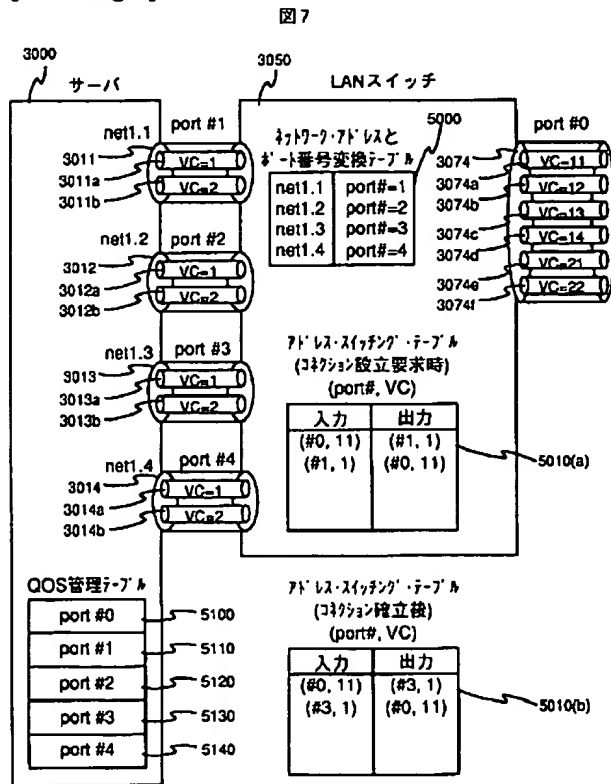 図7
3000
サーバ
3050
LANスイッチ
net1.1
port #1
3011
3011a
3011b
VC=1
VC=2
net1.2
port #2
3012
3012a
3012b
VC=1
VC=2
net1.3
port #3
3013
3013a
3013b
VC=1
VC=2
net1.4
port #4
3014
3014a
3014b
VC=1
VC=2
ネットワーク・アドレスと
ポート番号変換テーブル
5000
net1.1 port#=1
net1.2 port#=2
net1.3 port#=3
net1.4 port#=4
port #0
3074
3074a
3074b
3074c
3074d
3074e
3074f
VC=11
VC=12
VC=13
VC=14
VC=21
VC=22
アドレス・スイッチング・テーブル
(コネクション設立要求時)
(port#, VC)
入力 出力
(#0, 11) (#1, 1)
(#1, 1) (#0, 11)
5010(a)
QOS管理テーブル
port #0 5100
port #1 5110
port #2 5120
port #3 5130
port #4 5140
アドレス・スイッチング・テーブル
(コネクション確立後)
(port#, VC)
入力 出力
(#0, 11) (#3, 1)
(#3, 1) (#0, 11)
5010(b)